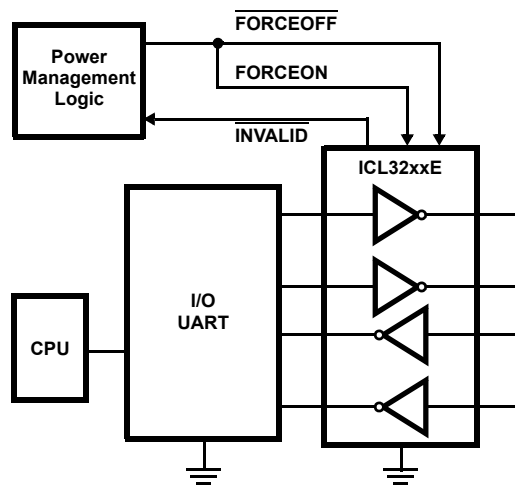 FORCEOFF
Power
Management
Logic
FORCEON
INVALID
ICL32xxE
I/O
UART
CPU